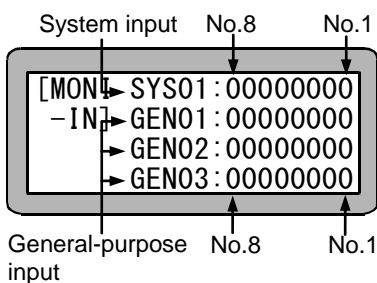 System input No.8 No.1
[MONI SYS01:00000000
-IN] GEN01:00000000
GEN02:00000000
GEN03:00000000
General-purpose No.8 No.1
input